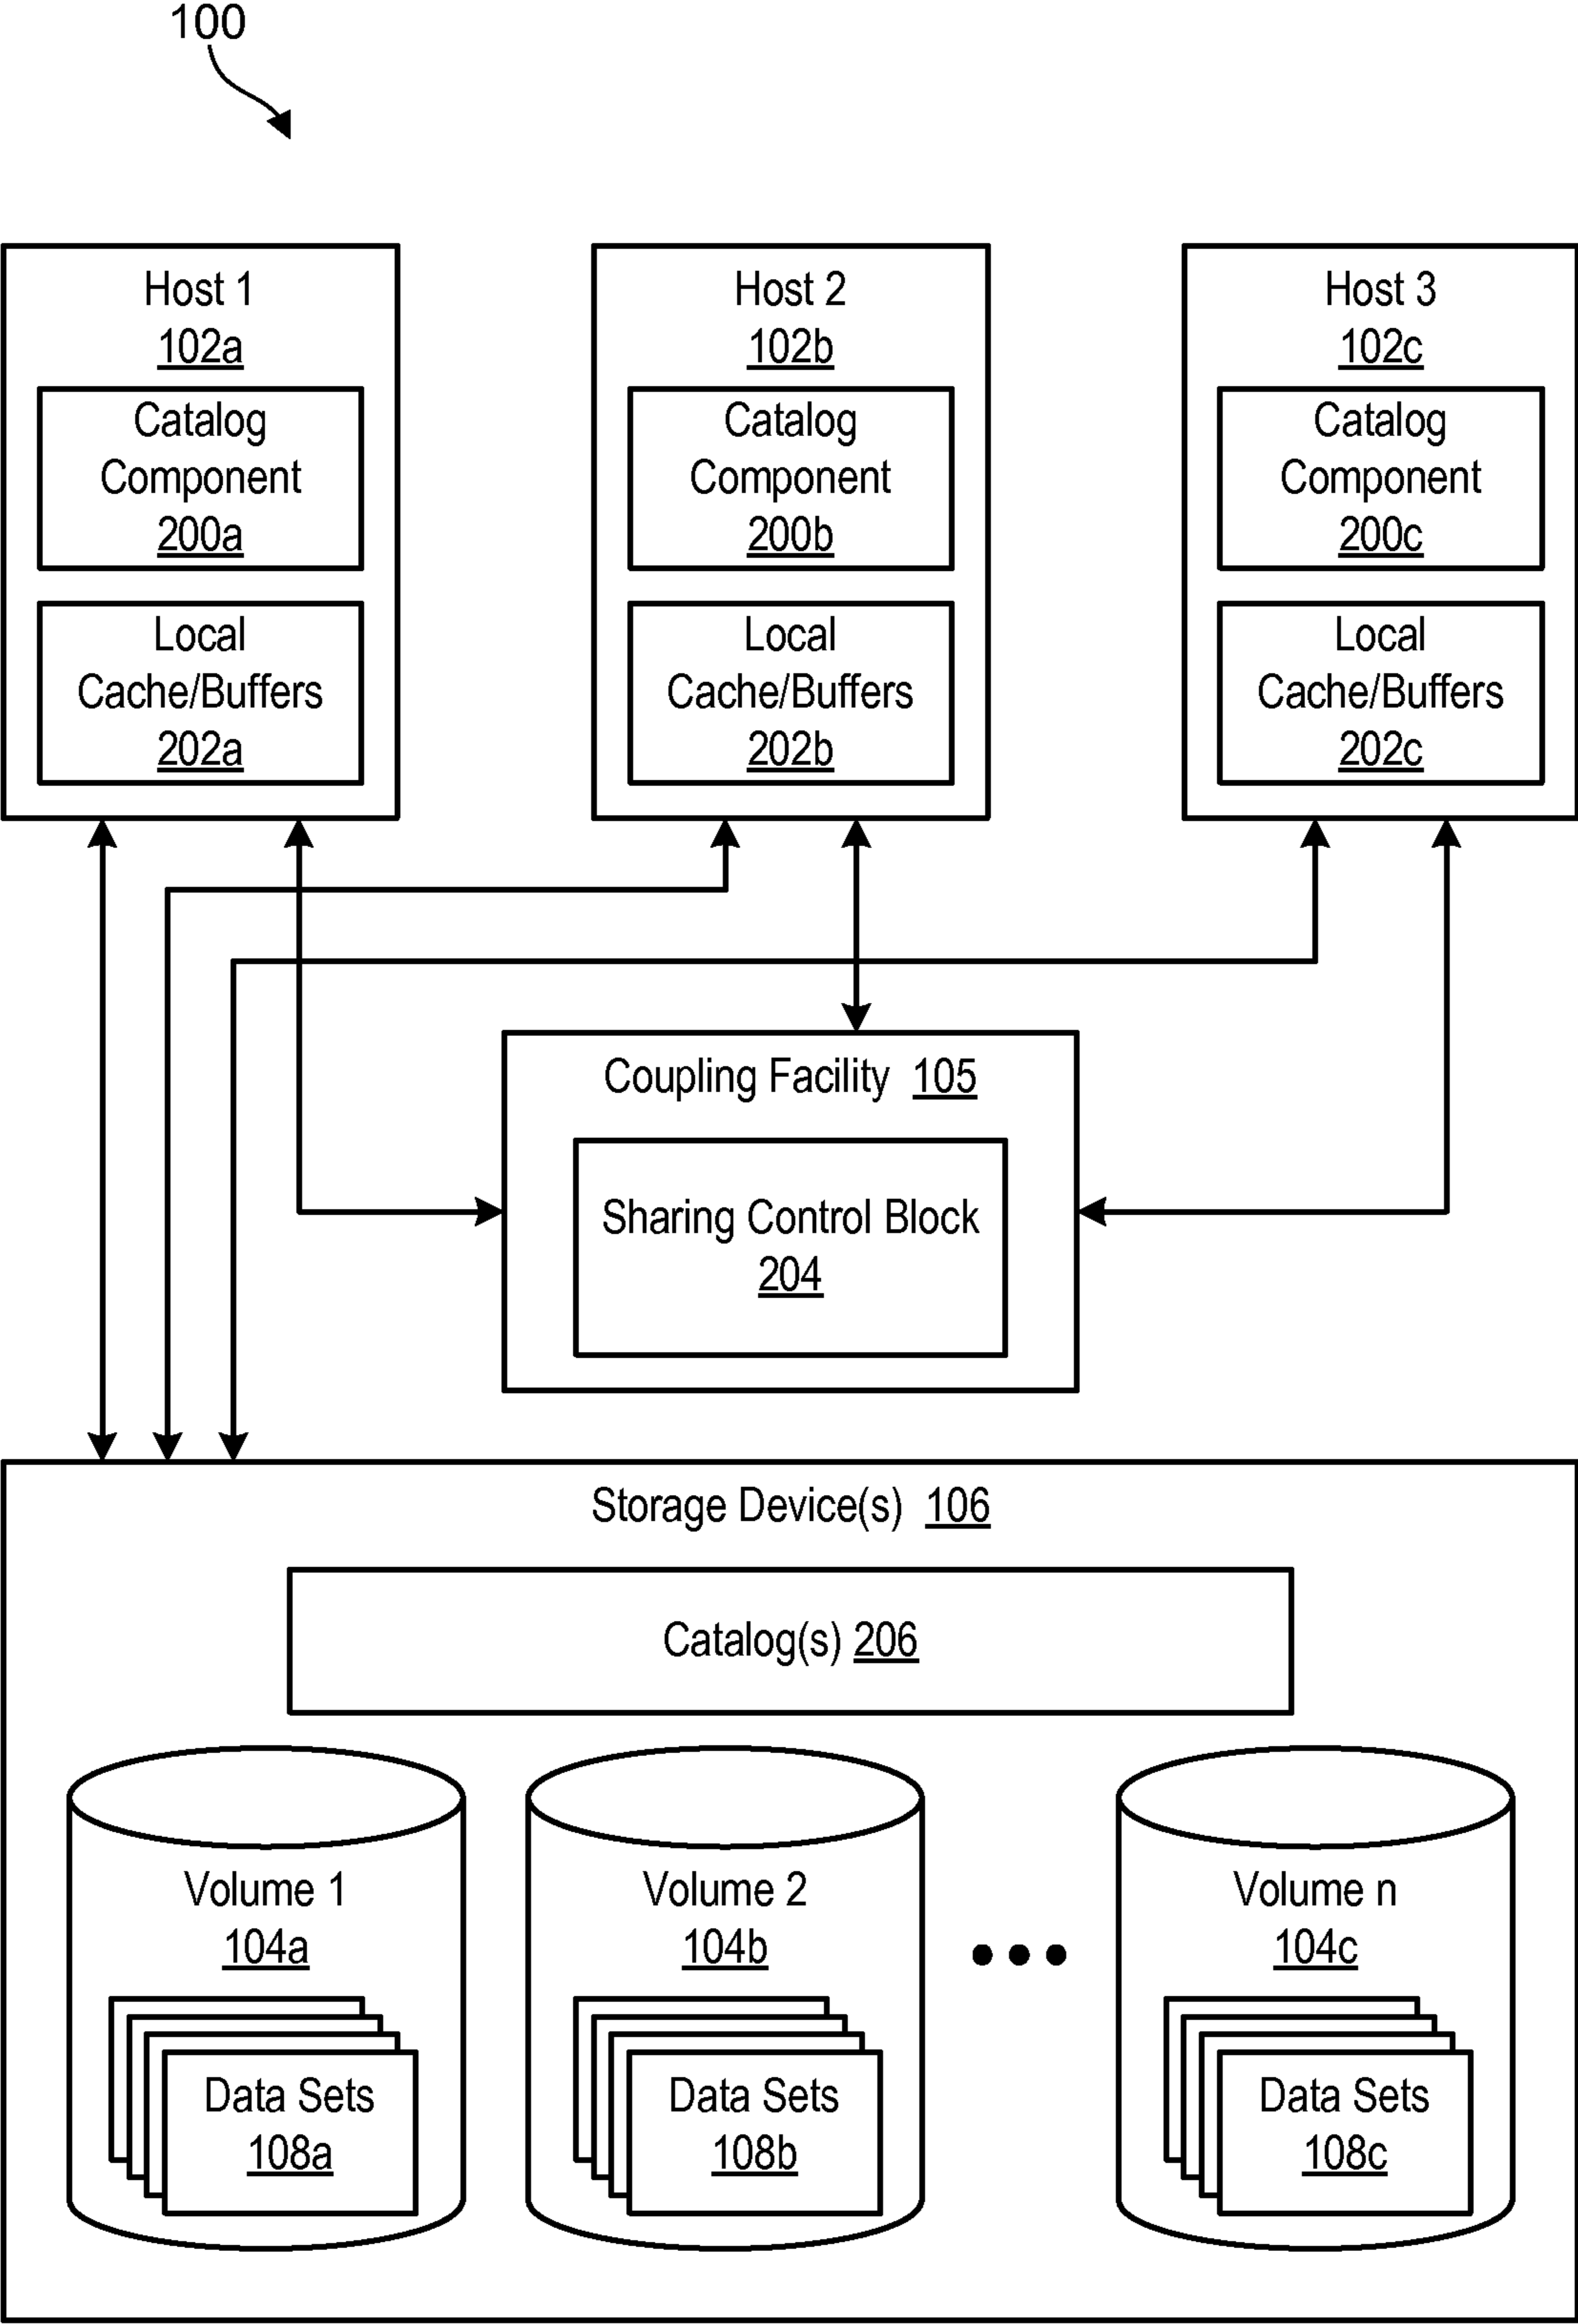 100
Host 1
102a
Catalog
Component
200a
Local
Cache/Buffers
202a
Host 2
102b
Catalog
Component
200b
Local
Cache/Buffers
202b
Host 3
102c
Catalog
Component
200c
Local
Cache/Buffers
202c
Coupling Facility 105
Sharing Control Block
204
Storage Device(s) 106
Catalog(s) 206
Volume 1
104a
Data Sets
108a
Volume 2
104b
Data Sets
108b
Volume n
104c
Data Sets
108c